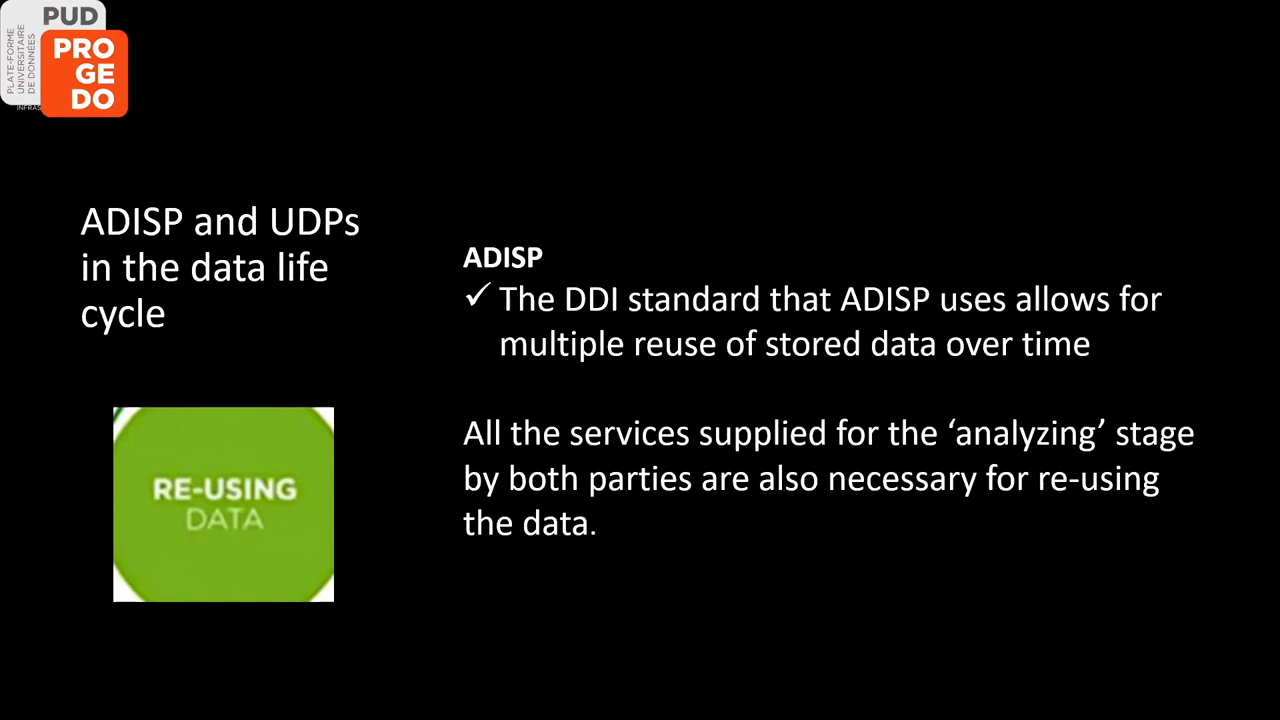 PUD
PLATE-FORME
UNIVERSITAIRE
DE DONNÉES
PRO
GE
DO
INFRAS
ADISP and UDPs
in the data life
cycle
ADISP
✓ The DDI standard that ADISP uses allows for
multiple reuse of stored data over time
All the services supplied for the ‘analyzing’ stage
by both parties are also necessary for re-using
the data.
RE-USING
DATA